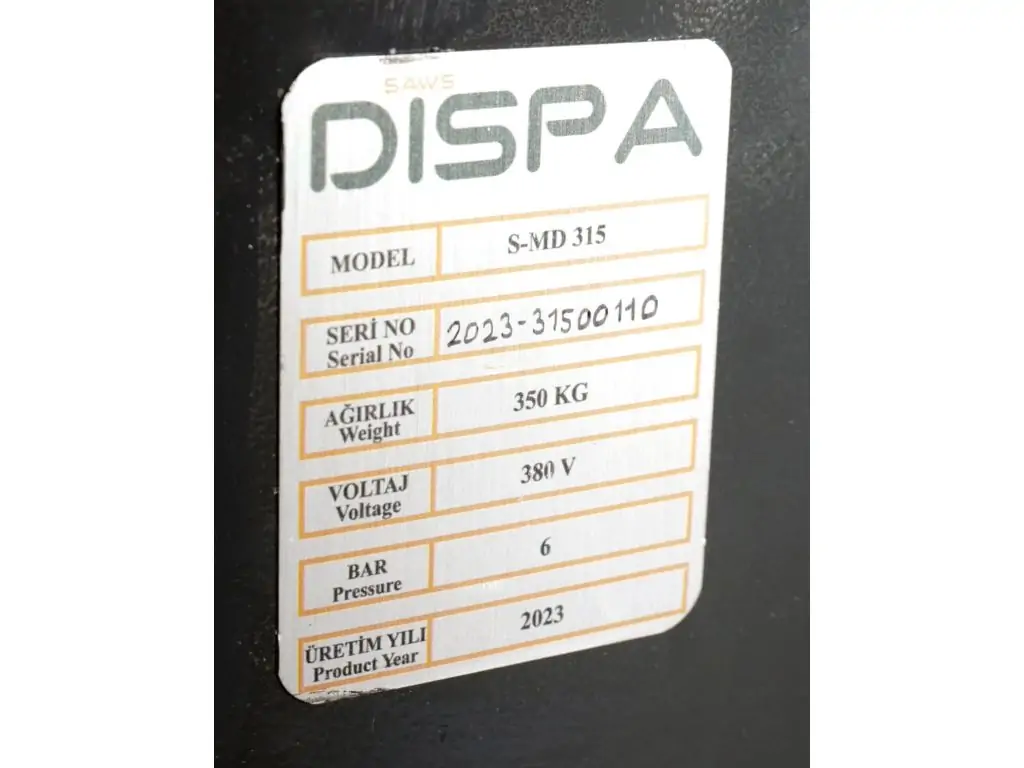 SAWS
DISPA
MODEL S-MD 315
SERİ NO
Serial No 2023-31500110
AĞIRLIK
Weight 350 KG
VOLTAJ
Voltage 380 V
BAR
Pressure 6
ÜRETİM YILI
Product Year 2023